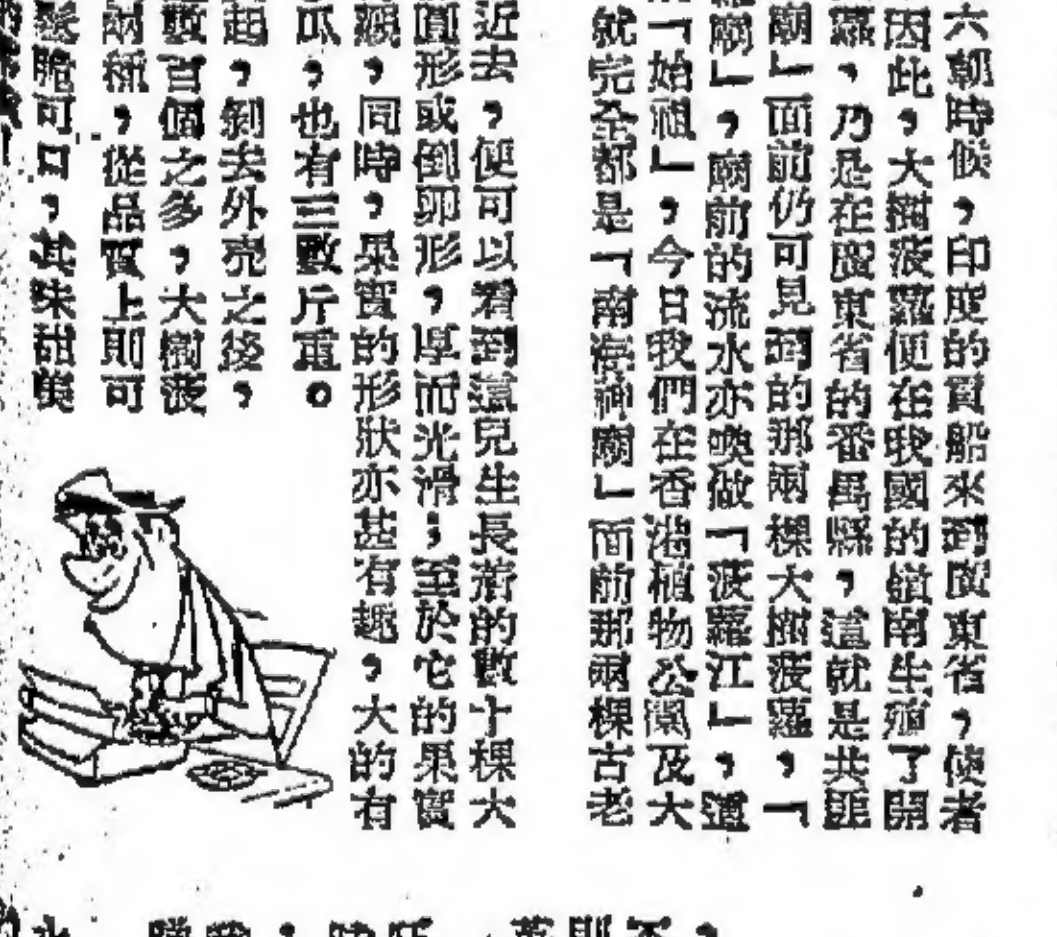 六朝時候，印度的貢船來到廣東省，使者
因此，大樹菠蘿便在我國的嶺南生殖了開
蘿，乃是在廣東省的番禺縣，這就是共匪
廟」面前仍可見到的那兩棵大樹菠蘿，「
廟」，廟前的流水亦喚做「菠蘿江」，這
「始祖」，今日我們在香港植物公園及大
就完全都是「南海神廟」面前那兩棵古老
近去，便可以看到這兒生長着的數十棵大
圓形或倒卵形，厚而光滑；至於它的果實
觀，同時，果實的形狀亦甚有趣，大的有
瓜，也有三數斤重。
起，剝去外壳之後，
數百個之多，大樹菠
兩種，從品質上則可
脆可口，其味甜美